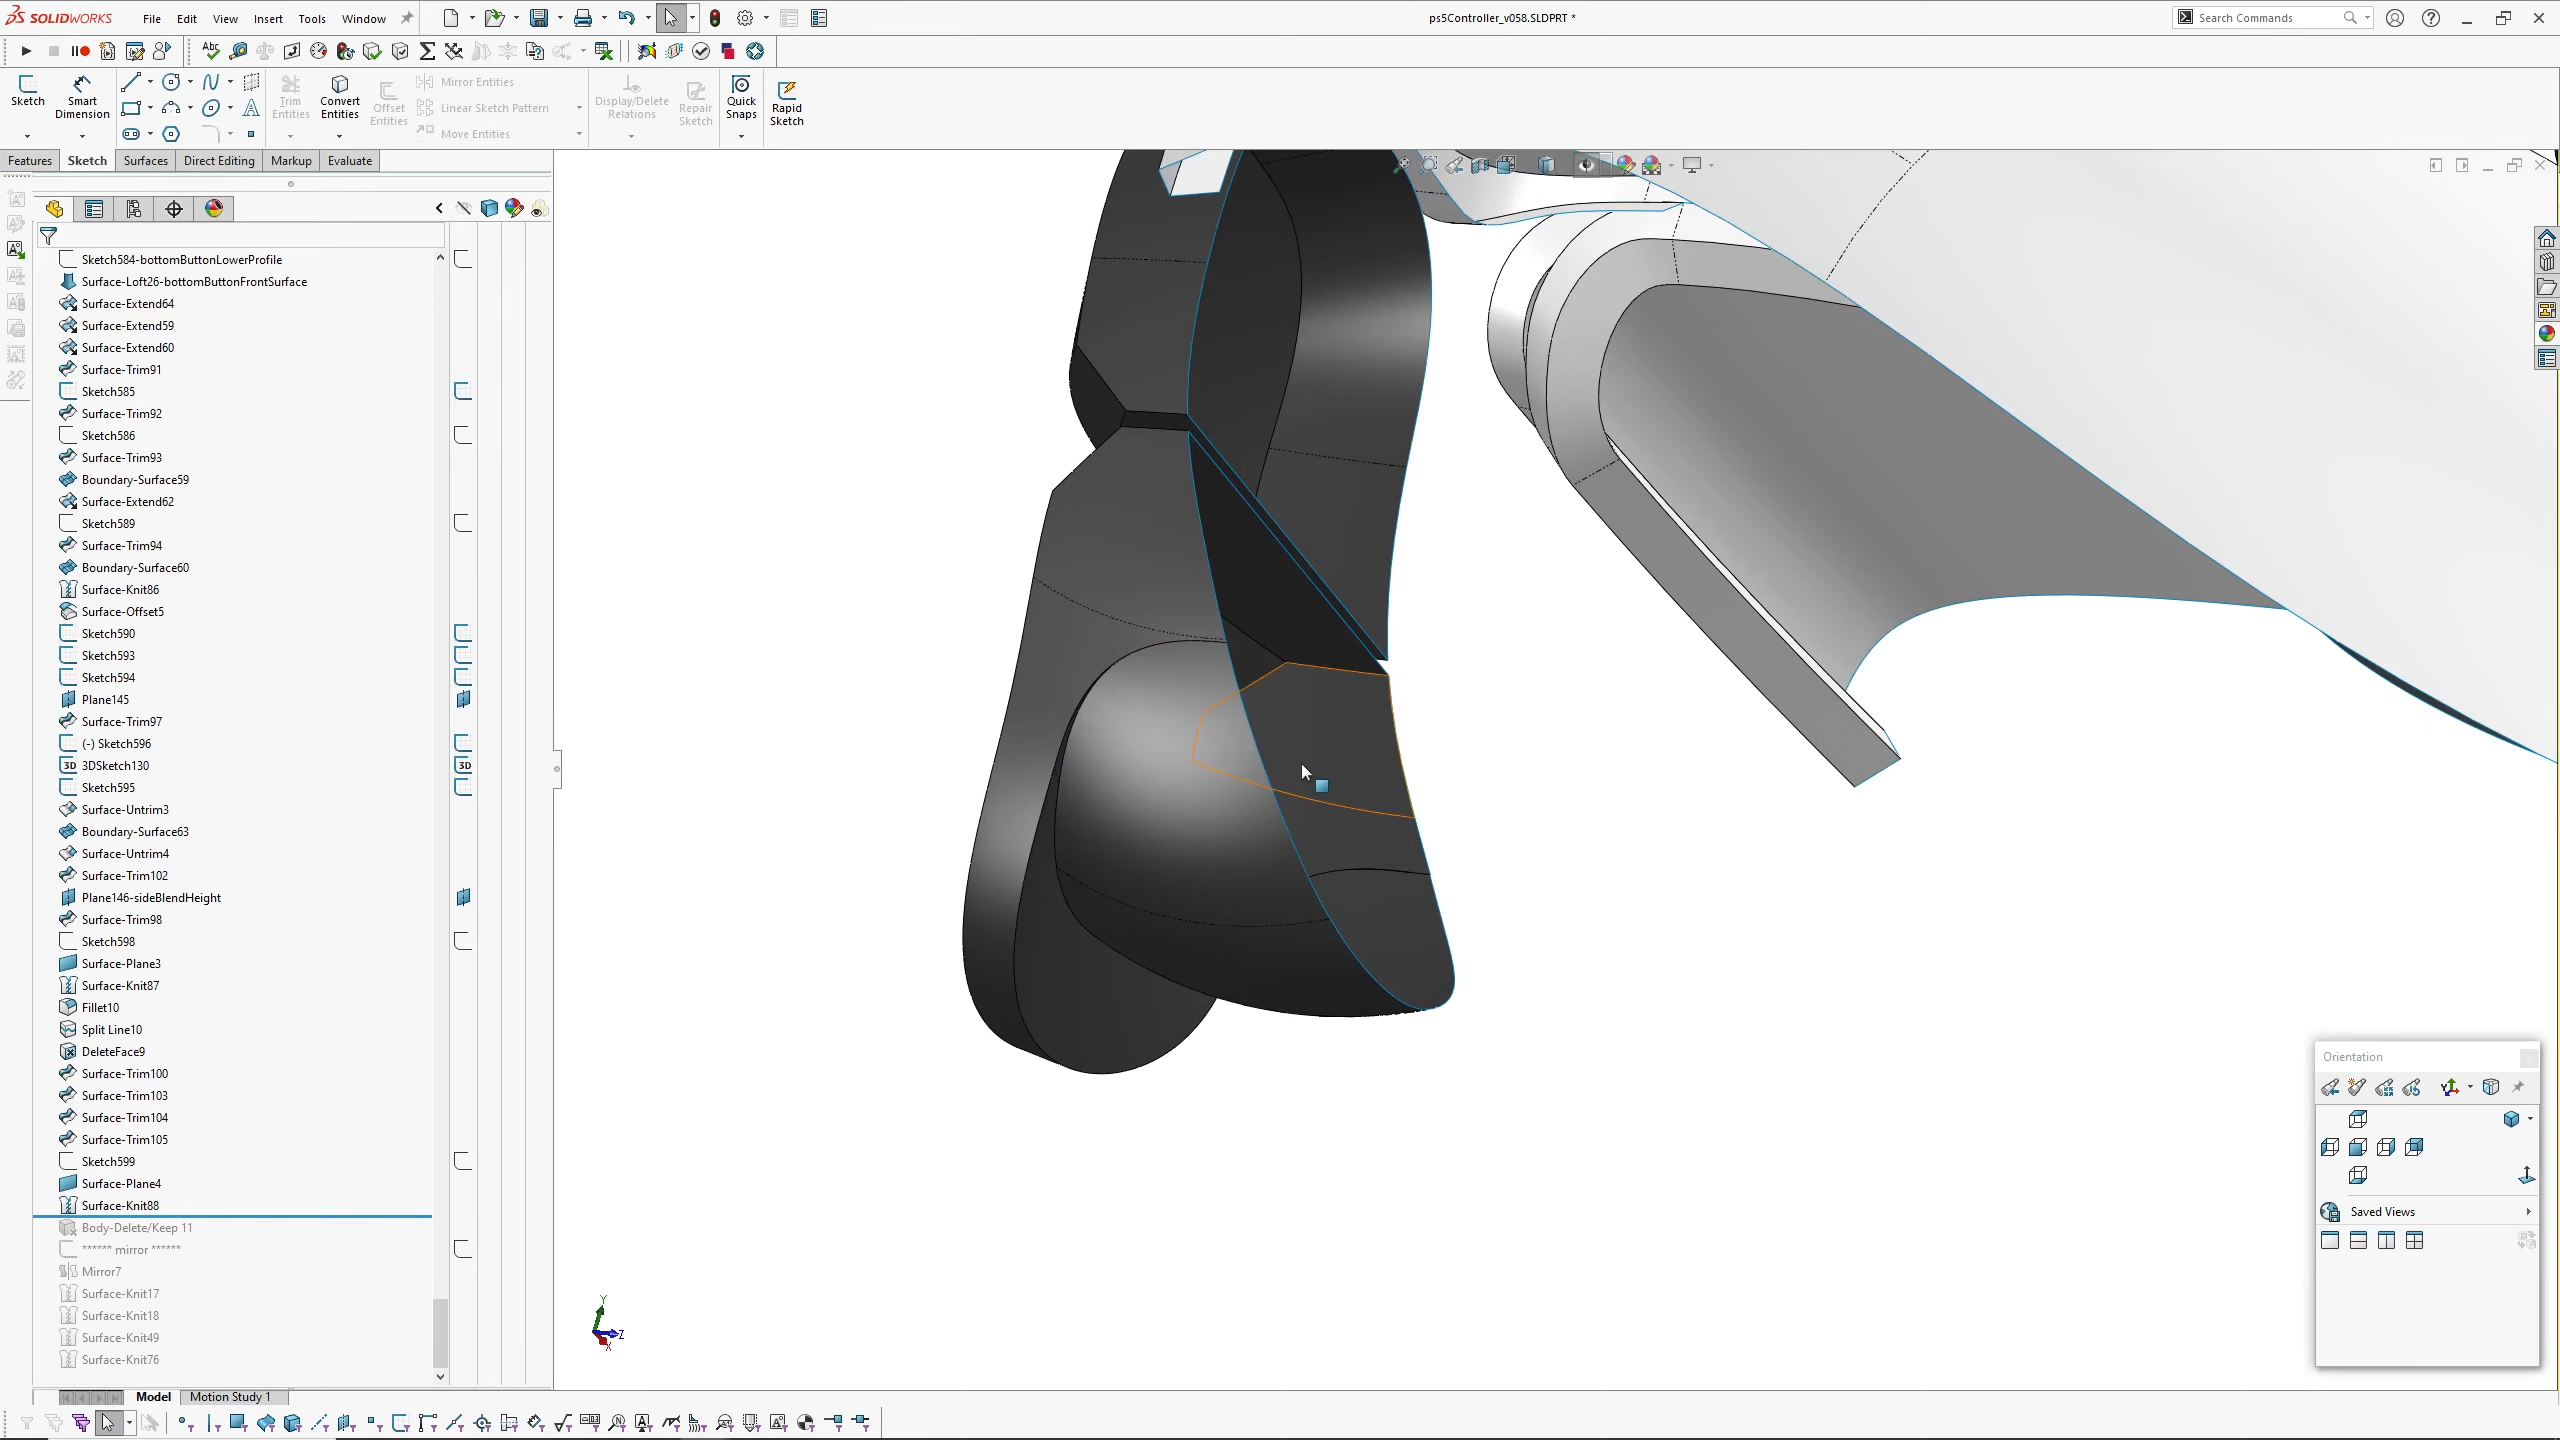 SOLIDWORKS
File Edit View Insert Tools Window
ps5Controller_v058.SLDPRT *
Search Commands
Sketch
Smart Dimension
Trim Entities
Convert Entities
Offset Entities
Mirror Entities
Linear Sketch Pattern
Move Entities
Display/Delete Relations
Repair Sketch
Quick Snaps
Rapid Sketch
Features Sketch Surfaces Direct Editing Markup Evaluate
Sketch584-bottomButtonLowerProfile
Surface-Loft26-bottomButtonFrontSurface
Surface-Extend64
Surface-Extend59
Surface-Extend60
Surface-Trim91
Sketch585
Surface-Trim92
Sketch586
Surface-Trim93
Boundary-Surface59
Surface-Extend62
Sketch589
Surface-Trim94
Boundary-Surface60
Surface-Knit86
Surface-Offset5
Sketch590
Sketch593
Sketch594
Plane145
Surface-Trim97
(-) Sketch596
3D 3DSketch130 3D
Sketch595
Surface-Untrim3
Boundary-Surface63
Surface-Untrim4
Surface-Trim102
Plane146-sideBlendHeight
Surface-Trim98
Sketch598
Surface-Plane3
Surface-Knit87
Fillet10
Split Line10
DeleteFace9
Surface-Trim100
Surface-Trim103
Surface-Trim104
Surface-Trim105
Sketch599
Surface-Plane4
Surface-Knit88
Body-Delete/Keep 11
****** mirror ******
Mirror7
Surface-Knit17
Surface-Knit18
Surface-Knit49
Surface-Knit76
Y
Z
X
Orientation
Saved Views
Model Motion Study 1